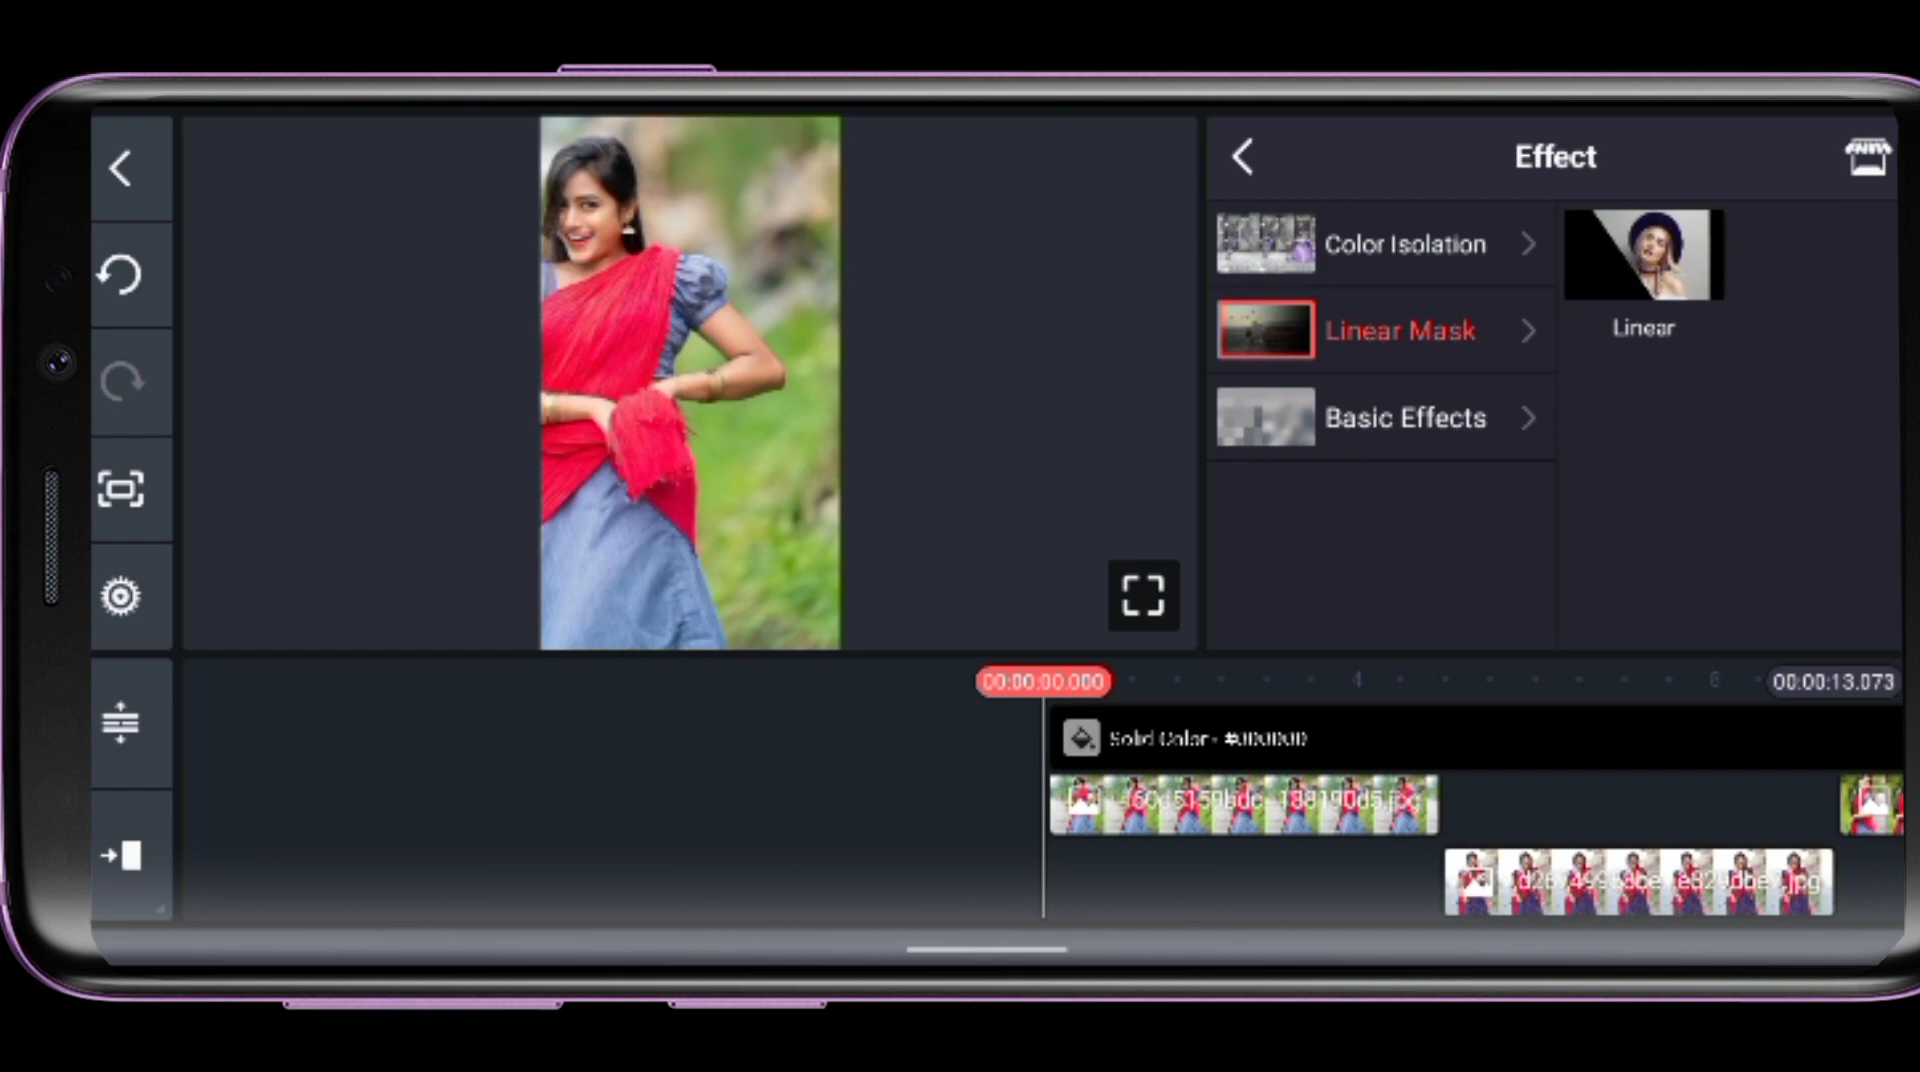 Effect
Color Isolation
Linear
Linear Mask
Basic Effects
00:00:00.000
4
00:00:13.073
Solid Color - #000000